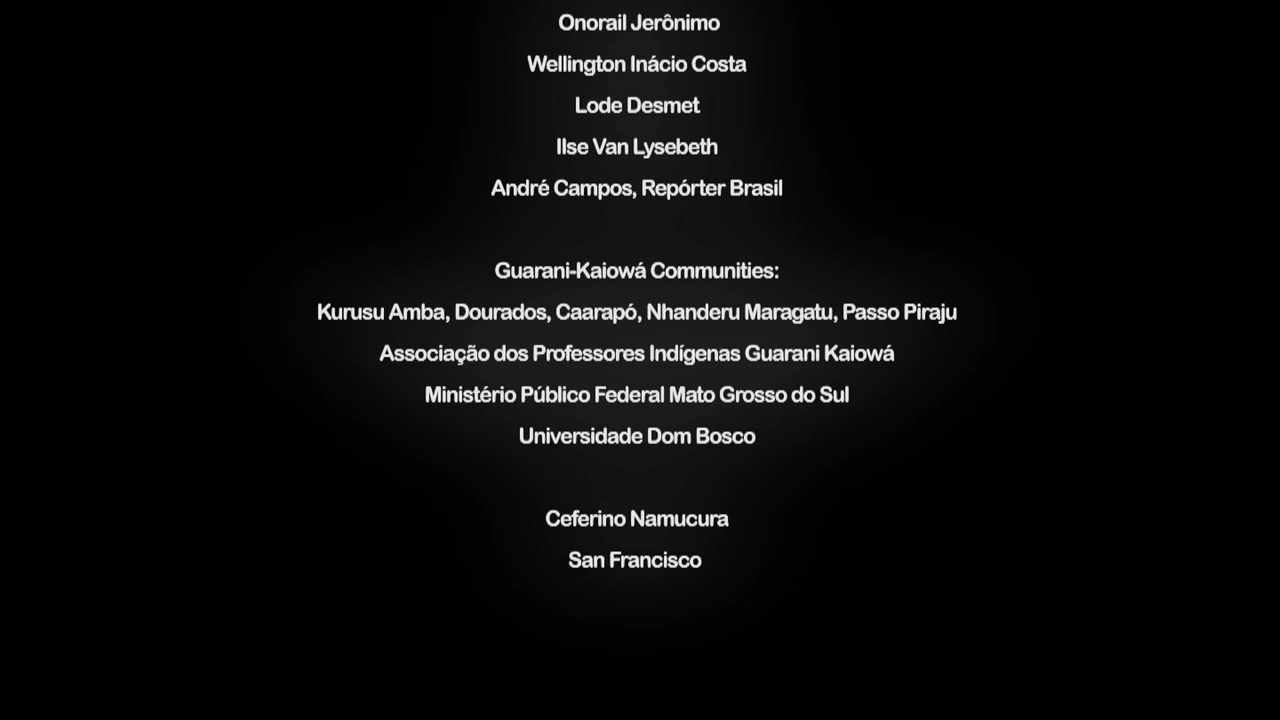 Onorail Jerônimo
Wellington Inácio Costa
Lode Desmet
Ilse Van Lysebeth
André Campos, Repórter Brasil
Guarani-Kaiowá Communities:
Kurusu Amba, Dourados, Caarapó, Nhanderu Maragatu, Passo Piraju
Associação dos Professores Indígenas Guarani Kaiowá
Ministério Público Federal Mato Grosso do Sul
Universidade Dom Bosco
Ceferino Namucura
San Francisco